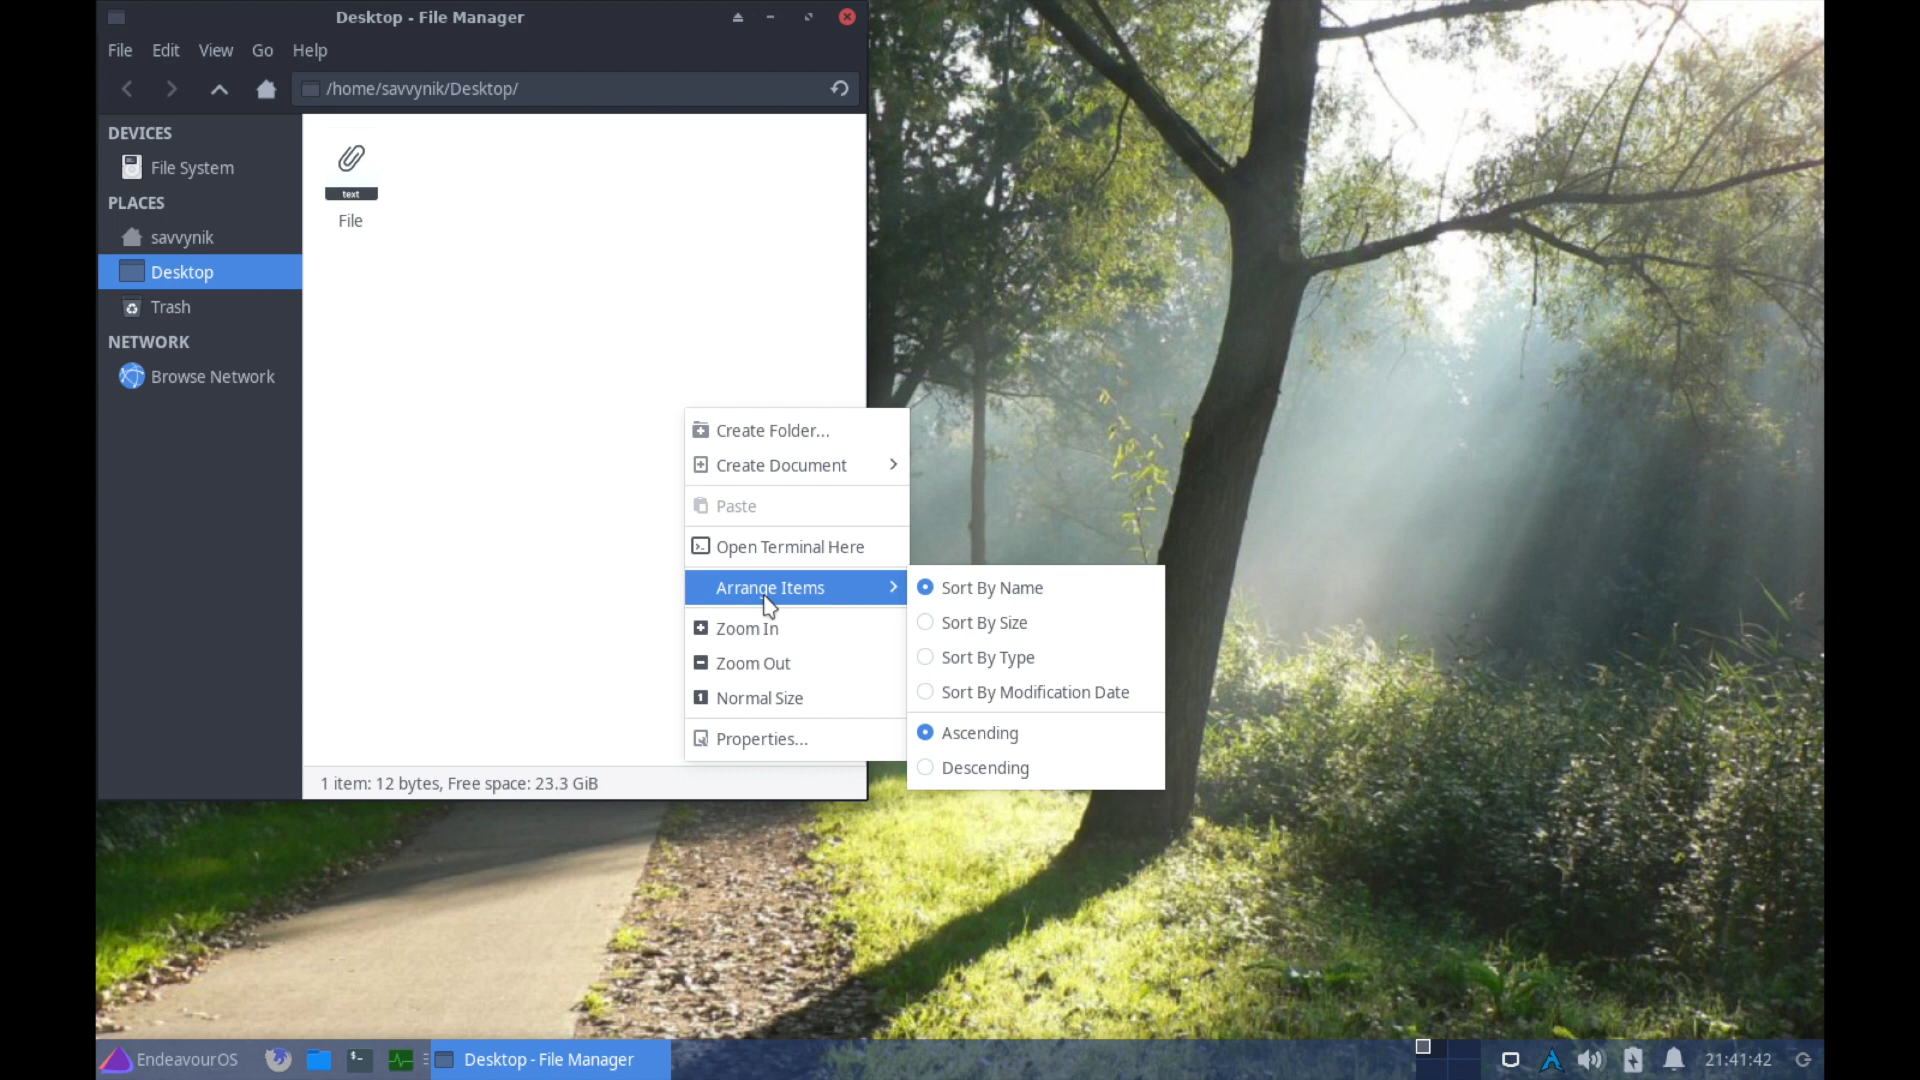 Desktop - File Manager
File Edit View Go Help
/home/savvynik/Desktop/
DEVICES
File System
PLACES
savvynik
Desktop
Trash
NETWORK
Browse Network
text
File
Create Folder...
Create Document
Paste
Open Terminal Here
Arrange Items
Zoom In
Zoom Out
Normal Size
Properties...
Sort By Name
Sort By Size
Sort By Type
Sort By Modification Date
Ascending
Descending
1 item: 12 bytes, Free space: 23.3 GiB
EndeavourOS
Desktop - File Manager
21:41:42